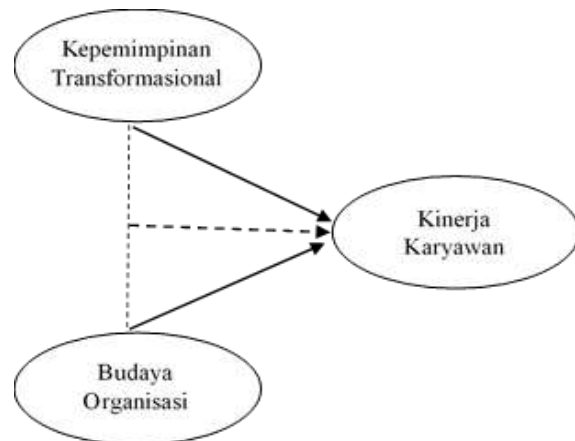 Kepemimpinan
Transformasional
Kinerja
Karyawan
Budaya
Organisasi